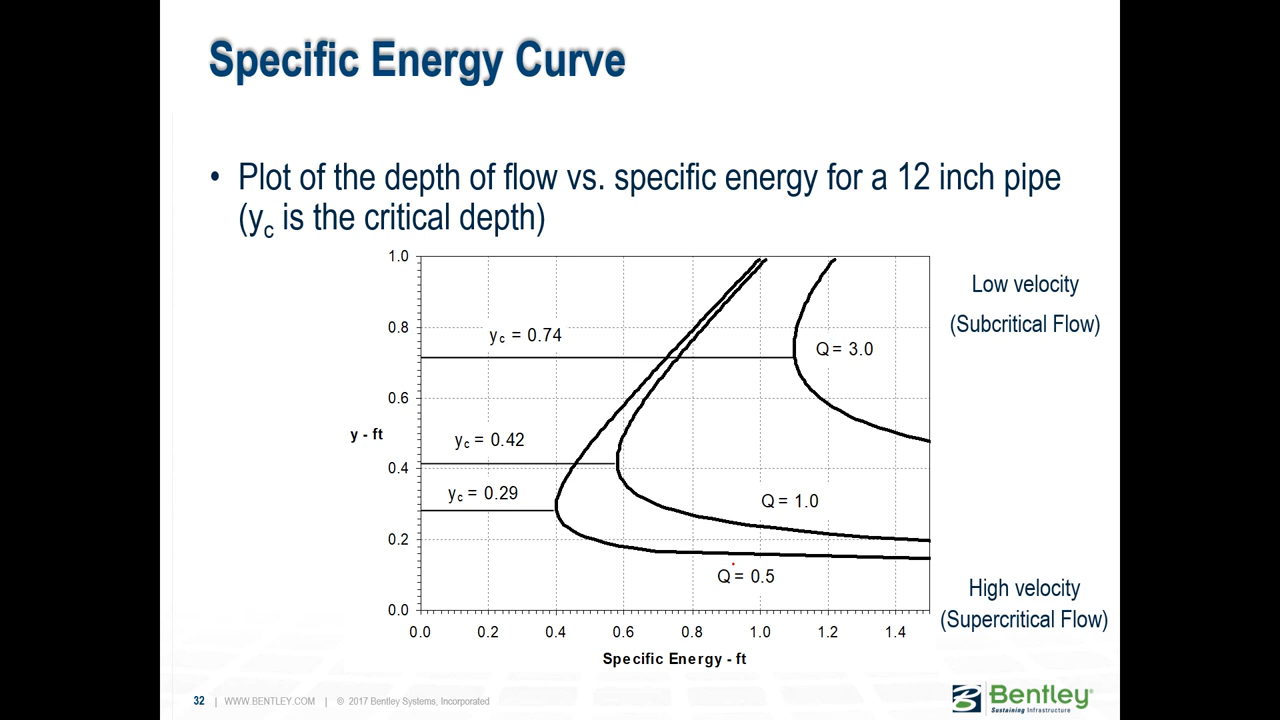 Specific Energy Curve
• Plot of the depth of flow vs. specific energy for a 12 inch pipe
(yc is the critical depth)
1.0
0.8
0.6
0.4
0.2
0.0
y - ft
yc = 0.74
yc = 0.42
yc = 0.29
Q = 3.0
Q = 1.0
Q = 0.5
0.0 0.2 0.4 0.6 0.8 1.0 1.2 1.4
Specific Energy - ft
Low velocity
(Subcritical Flow)
High velocity
(Supercritical Flow)
32 | WWW.BENTLEY.COM | © 2017 Bentley Systems, Incorporated
Bentley®
Sustaining Infrastructure